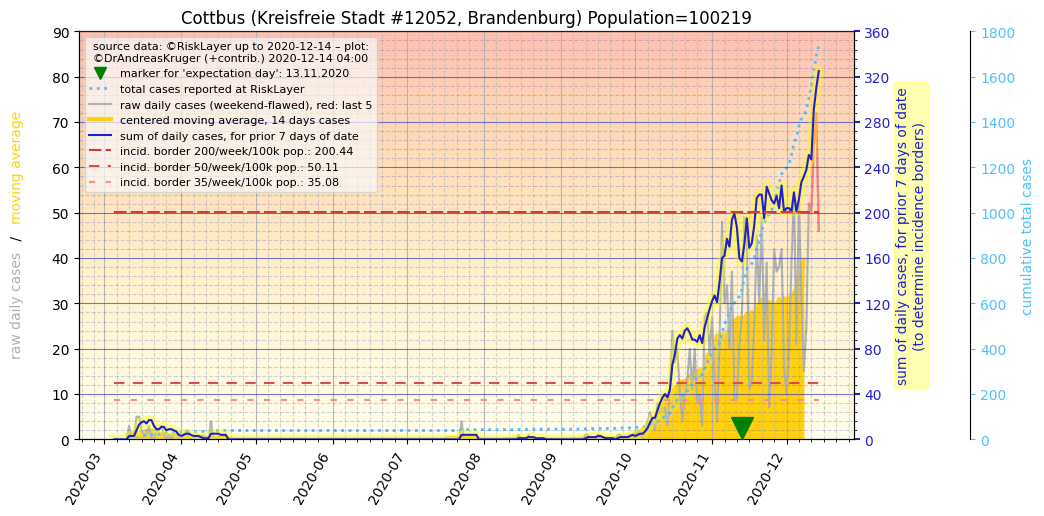 Cottbus (Kreisfreie Stadt #12052, Brandenburg) Population=100219
source data: ©RiskLayer up to 2020-12-14 – plot:
©DrAndreasKruger (+contrib.) 2020-12-14 04:00
marker for 'expectation day': 13.11.2020
total cases reported at RiskLayer
raw daily cases (weekend-flawed), red: last 5
centered moving average, 14 days cases
sum of daily cases, for prior 7 days of date
incid. border 200/week/100k pop.: 200.44
incid. border 50/week/100k pop.: 50.11
incid. border 35/week/100k pop.: 35.08
raw daily cases / moving average
90
80
70
60
50
40
30
20
10
0
2020-03
2020-04
2020-05
2020-06
2020-07
2020-08
2020-09
2020-10
2020-11
2020-12
360
320
280
240
200
160
120
80
40
0
sum of daily cases, for prior 7 days of date
(to determine incidence borders)
1800
1600
1400
1200
1000
800
600
400
200
0
cumulative total cases